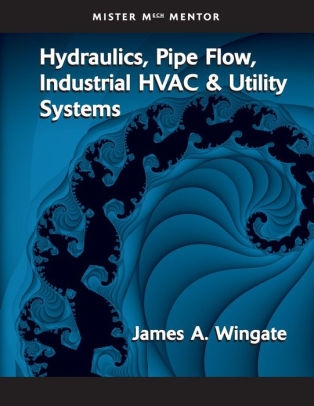 MISTER MECH MENTOR
Hydraulics, Pipe Flow,
Industrial HVAC & Utility
Systems
James A. Wingate